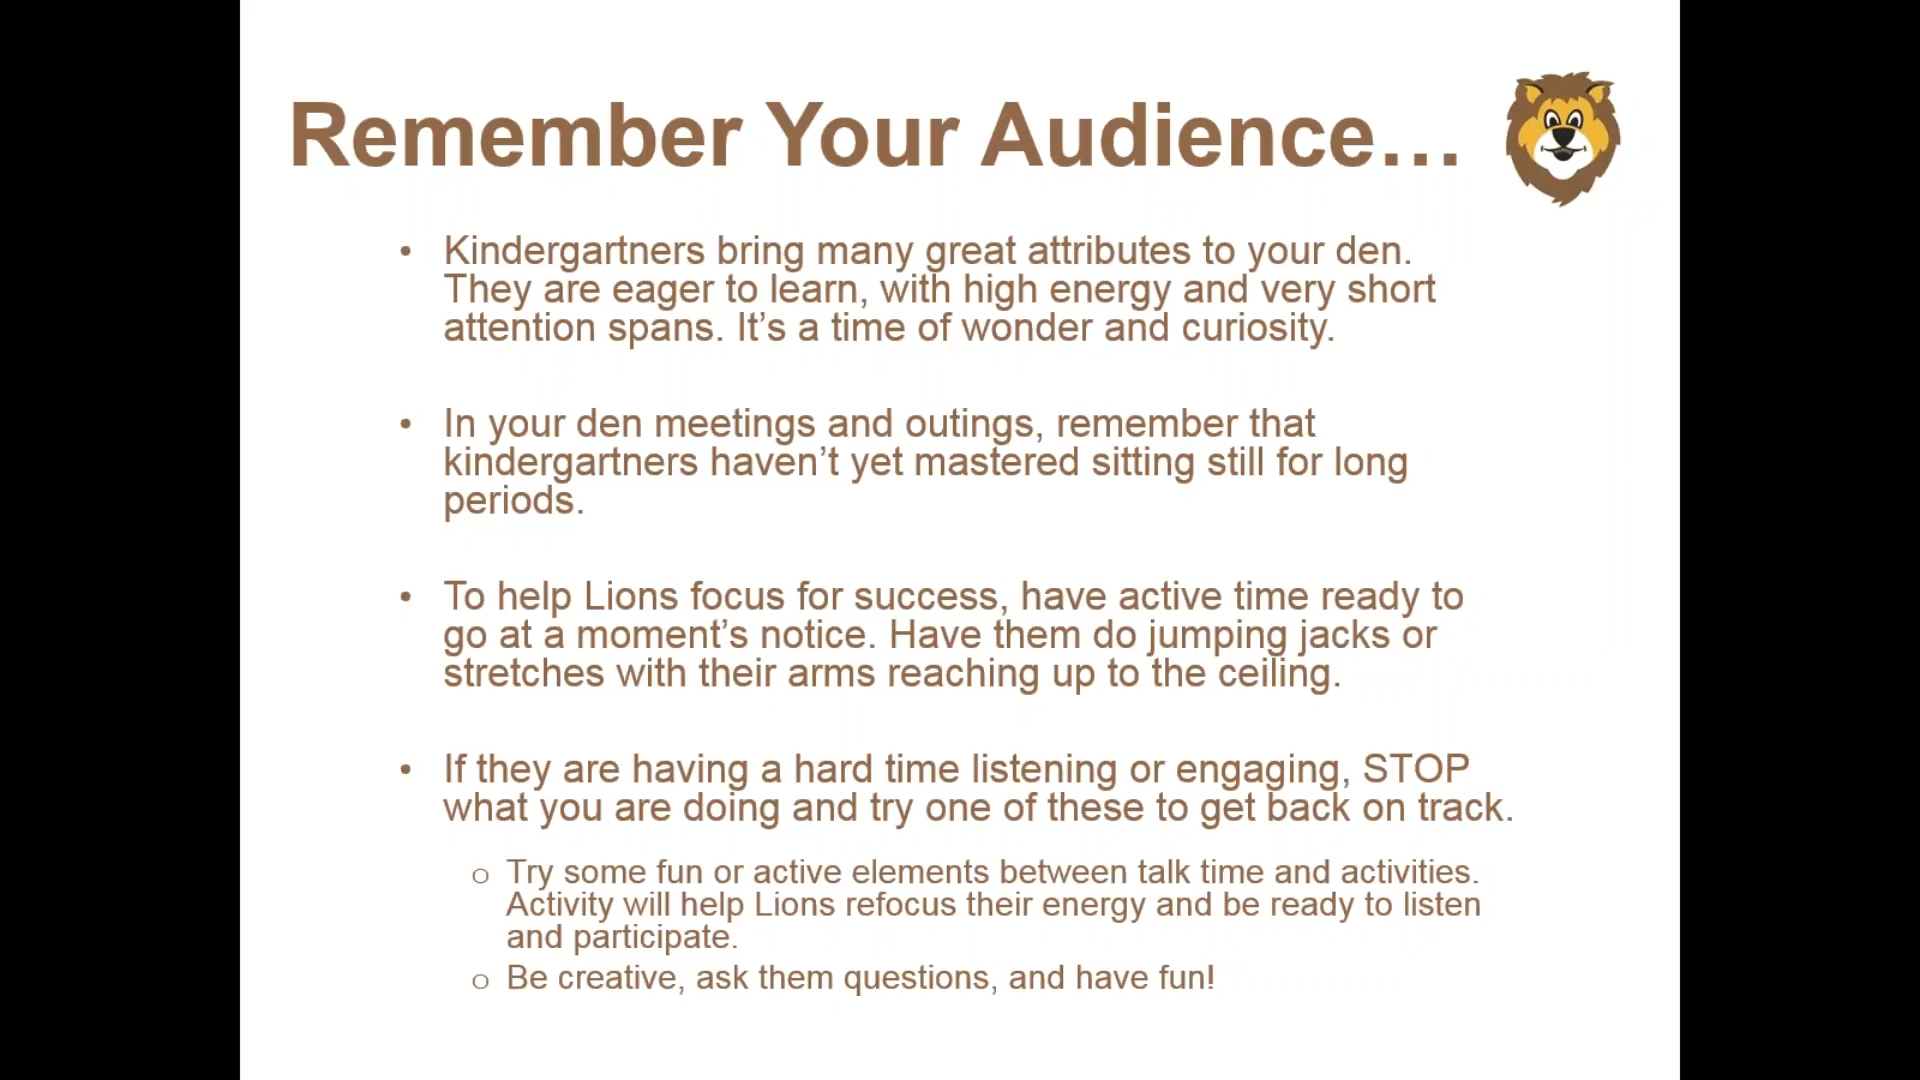 Remember Your Audience…
• Kindergartners bring many great attributes to your den.
They are eager to learn, with high energy and very short
attention spans. It’s a time of wonder and curiosity.
• In your den meetings and outings, remember that
kindergartners haven’t yet mastered sitting still for long
periods.
• To help Lions focus for success, have active time ready to
go at a moment’s notice. Have them do jumping jacks or
stretches with their arms reaching up to the ceiling.
• If they are having a hard time listening or engaging, STOP
what you are doing and try one of these to get back on track.
o Try some fun or active elements between talk time and activities.
Activity will help Lions refocus their energy and be ready to listen
and participate.
o Be creative, ask them questions, and have fun!